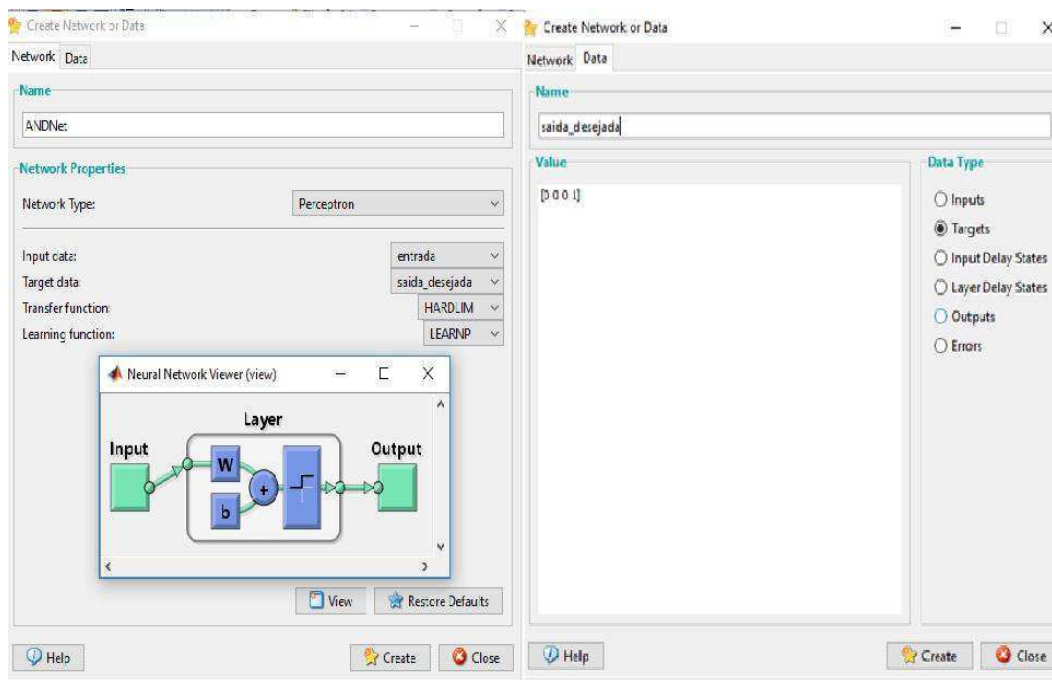 Create Network or Data
Network Data
Name
ANDNet
Network Properties
Network Type: Perceptron
Input data: entrada
Target data: saida_desejada
Transfer function: HARDLIM
Learning function: LEARNP
Neural Network Viewer (view)
Layer
Input
Output
W
+
b
View Restore Defaults
Help Create Close
Create Network or Data
Network Data
Name
saida_desejada
Value
[0 0 0 1]
Data Type
Inputs
Targets
Input Delay States
Layer Delay States
Outputs
Errors
Help Create Close